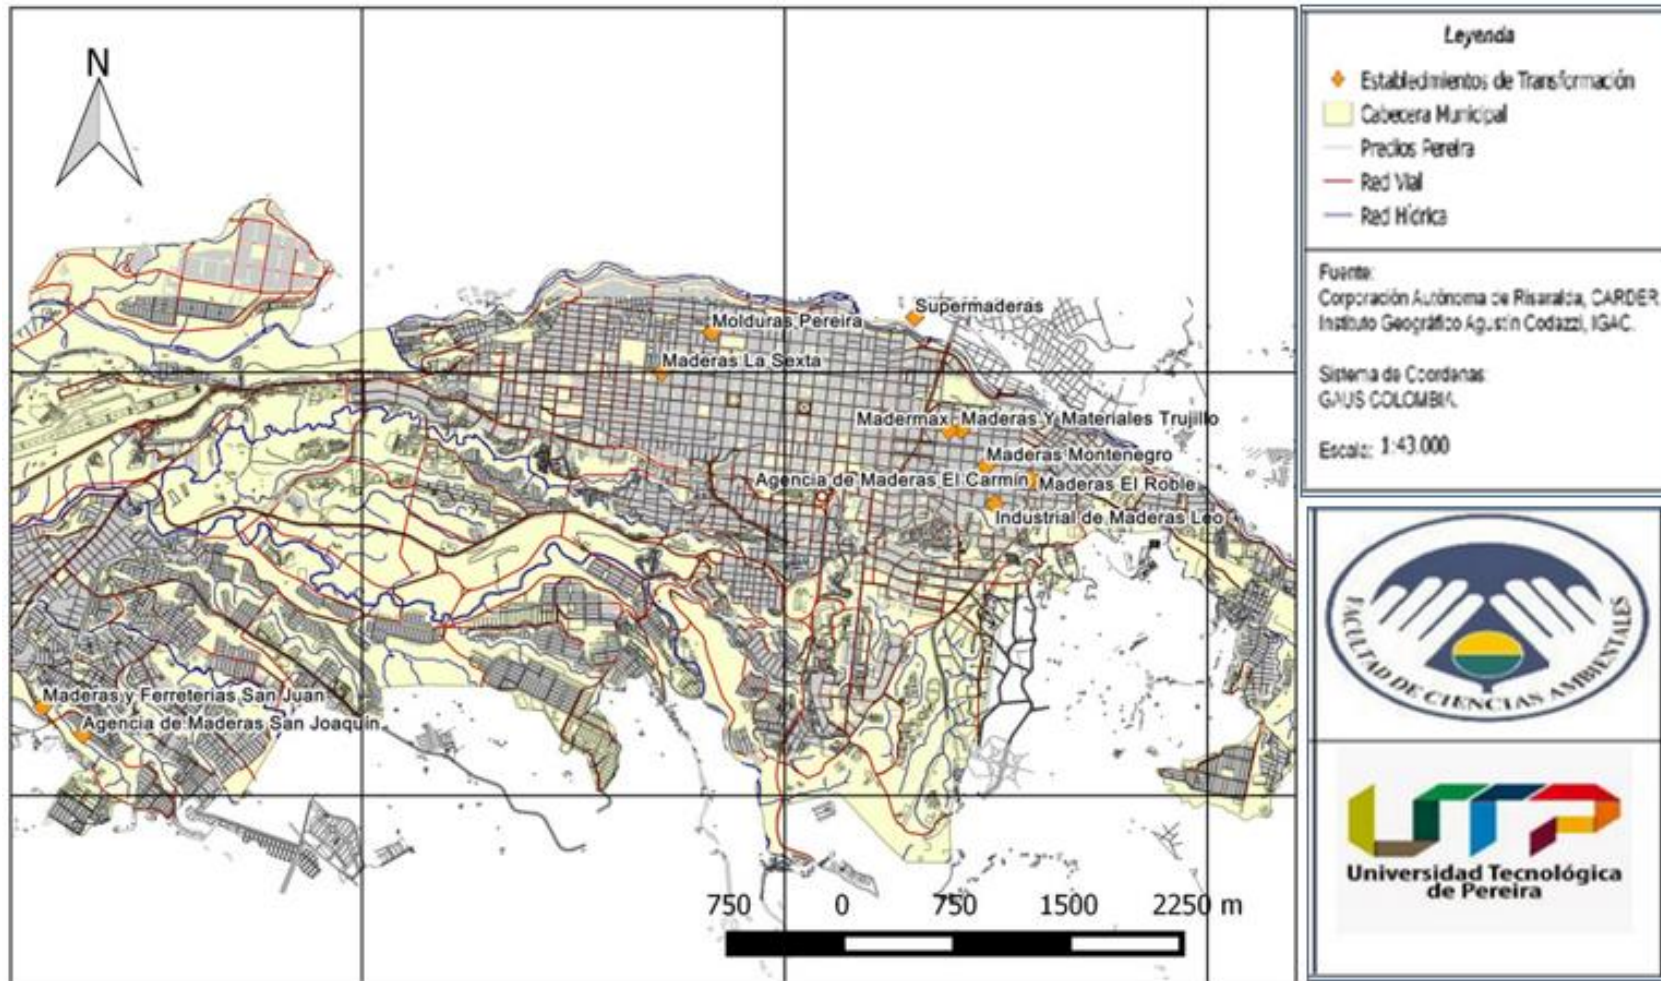 N
Supermaderas
Molduras Pereira
Maderas La Sexta
Madermax Maderas Y Materiales Trujillo
Maderas Montenegro
Agencia de Maderas El Carmin
Maderas El Roble
Industrial de Maderas Leo
Maderas y Ferreterias San Juan
Agencia de Maderas San Joaquin
750 0 750 1500 2250 m
Leyenda
Establecimientos de Transformación
Cabecera Municipal
Predios Pereira
Red Vial
Red Hídrica
Fuente:
Corporación Autónoma de Risaralda, CARDER.
Instituto Geográfico Agustín Codazzi, IGAC.
Sistema de Coordenas:
GAUS COLOMBIA.
Escala: 1:43.000
FACULTAD DE CIENCIAS AMBIENTALES
UTP
Universidad Tecnológica
de Pereira